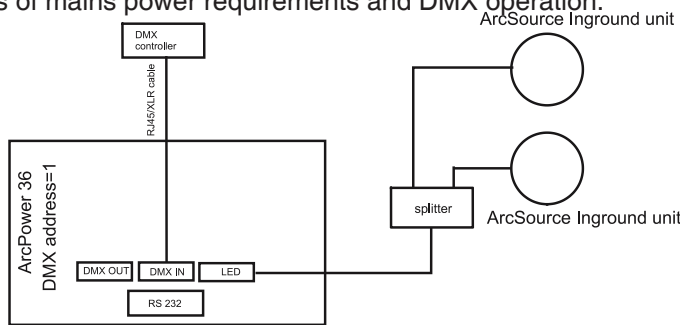 s of mains power requirements and DMX operation.
ArcSource Inground unit
DMX
controller
RJ45/XLR cable
ArcPower 36
DMX address=1
splitter
ArcSource Inground unit
DMX OUT
DMX IN
LED
RS 232